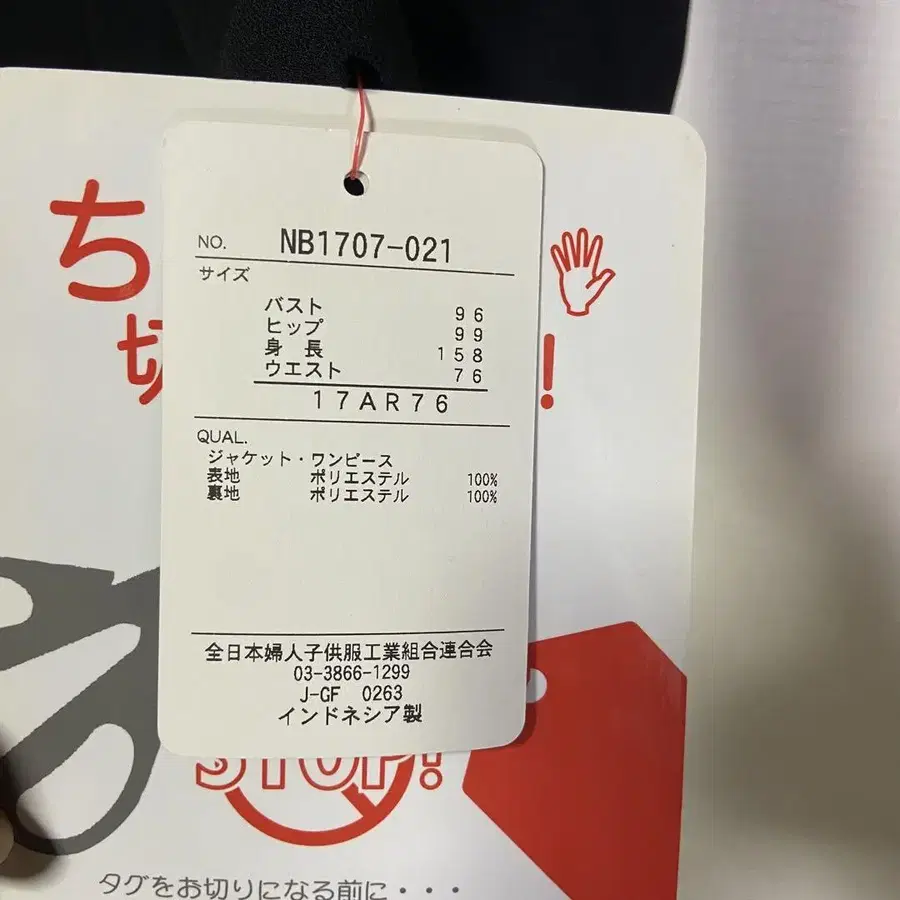 ち
切
!
NO. NB1707-021
サイズ
バスト 96
ヒップ 99
身 長 158
ウエスト 76
17AR76
QUAL.
ジャケット・ワンピース
表地 ポリエステル 100%
裏地 ポリエステル 100%
全日本婦人子供服工業組合連合会
03-3866-1299
J-GF 0263
インドネシア製
STOP!
タグをお切りになる前に・・・